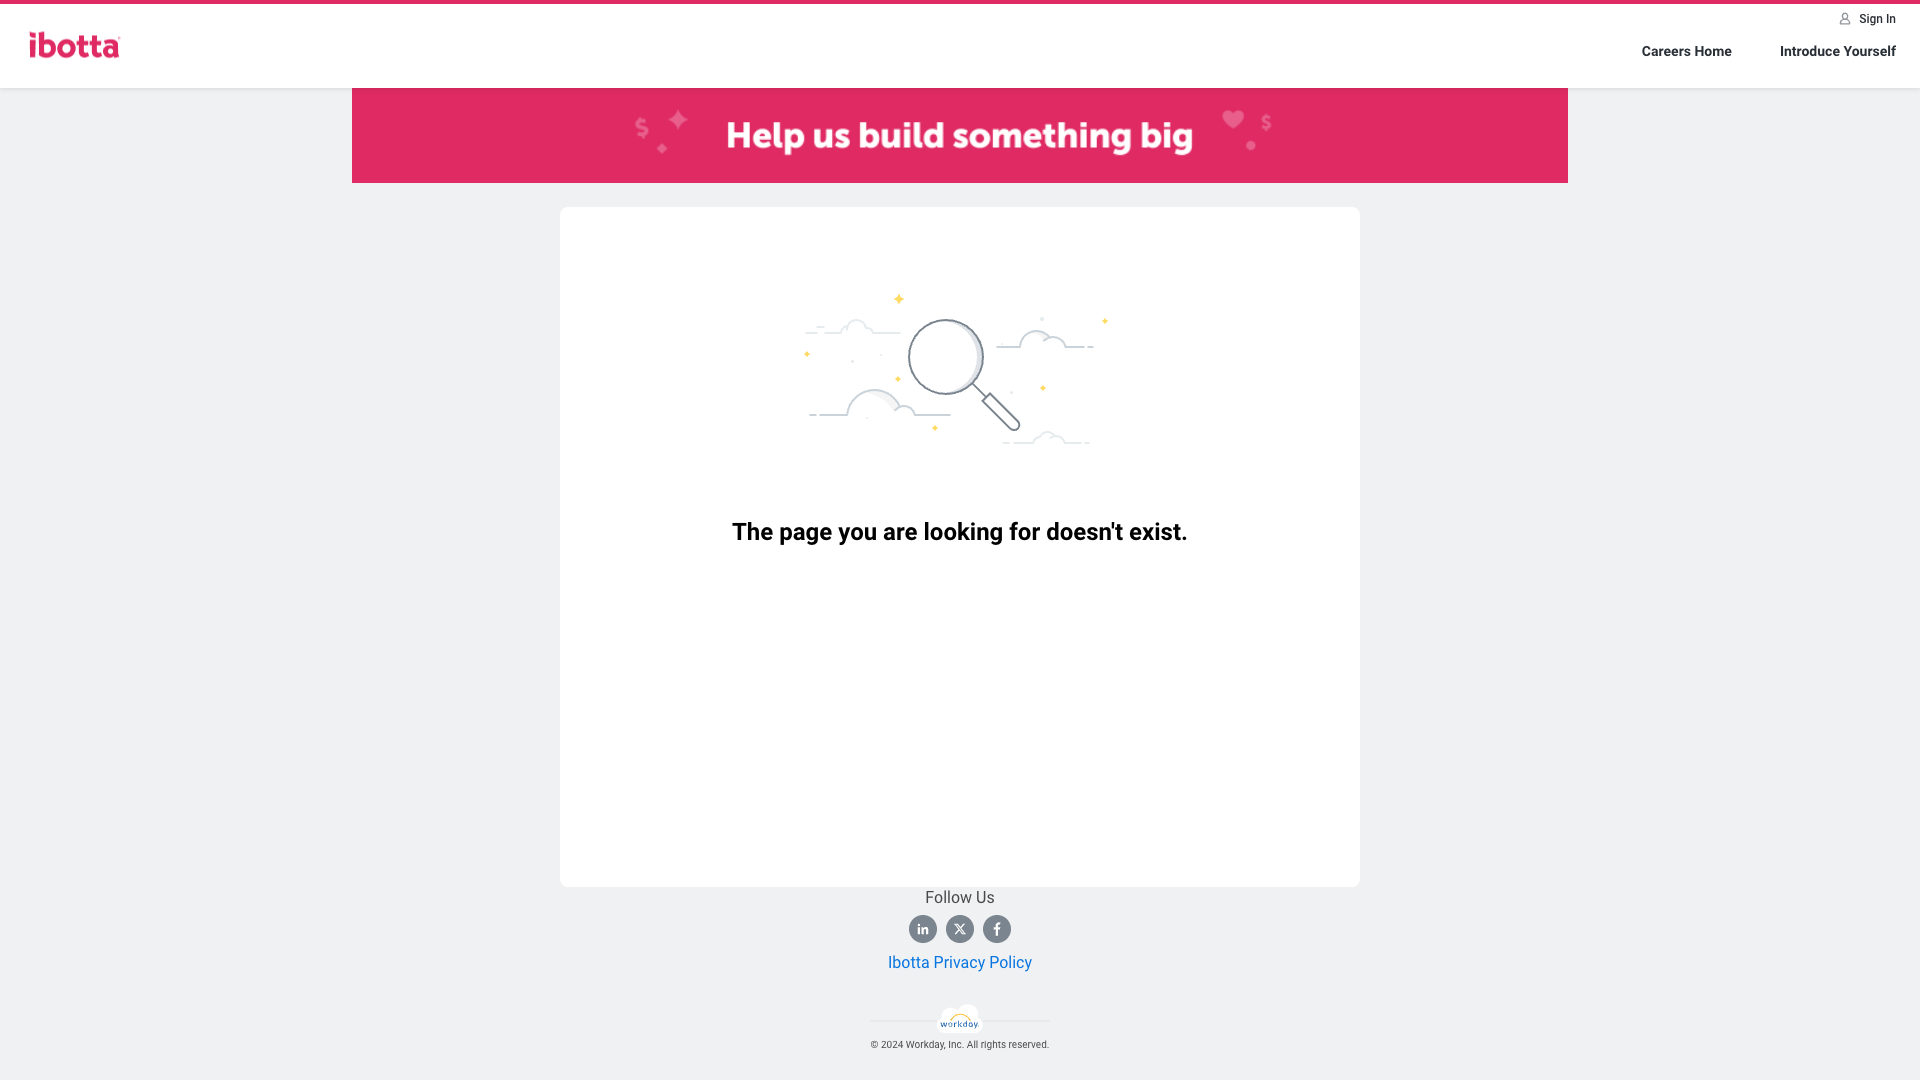 Sign In
ibotta
Careers Home
Introduce Yourself
Help us build something big
The page you are looking for doesn't exist.
Follow Us
Ibotta Privacy Policy
workday.
© 2024 Workday, Inc. All rights reserved.